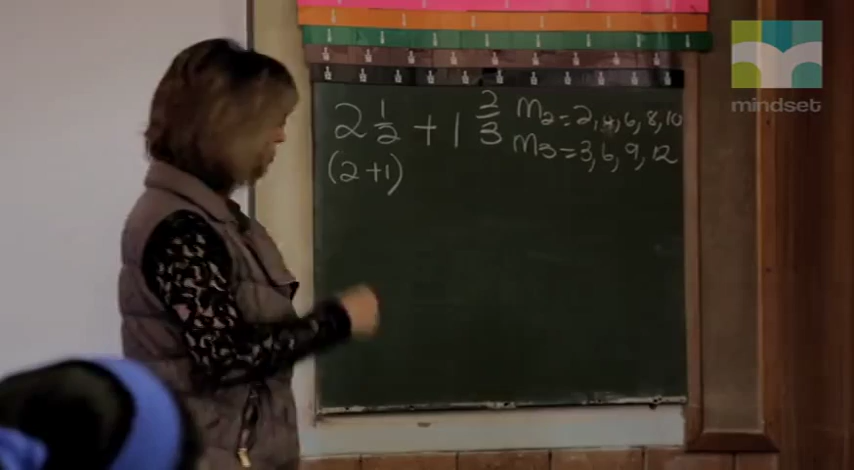 2 1/2 + 1 2/3
M2 = 2, 4, 6, 8, 10
M3 = 3, 6, 9, 12
(2+1)
mindset